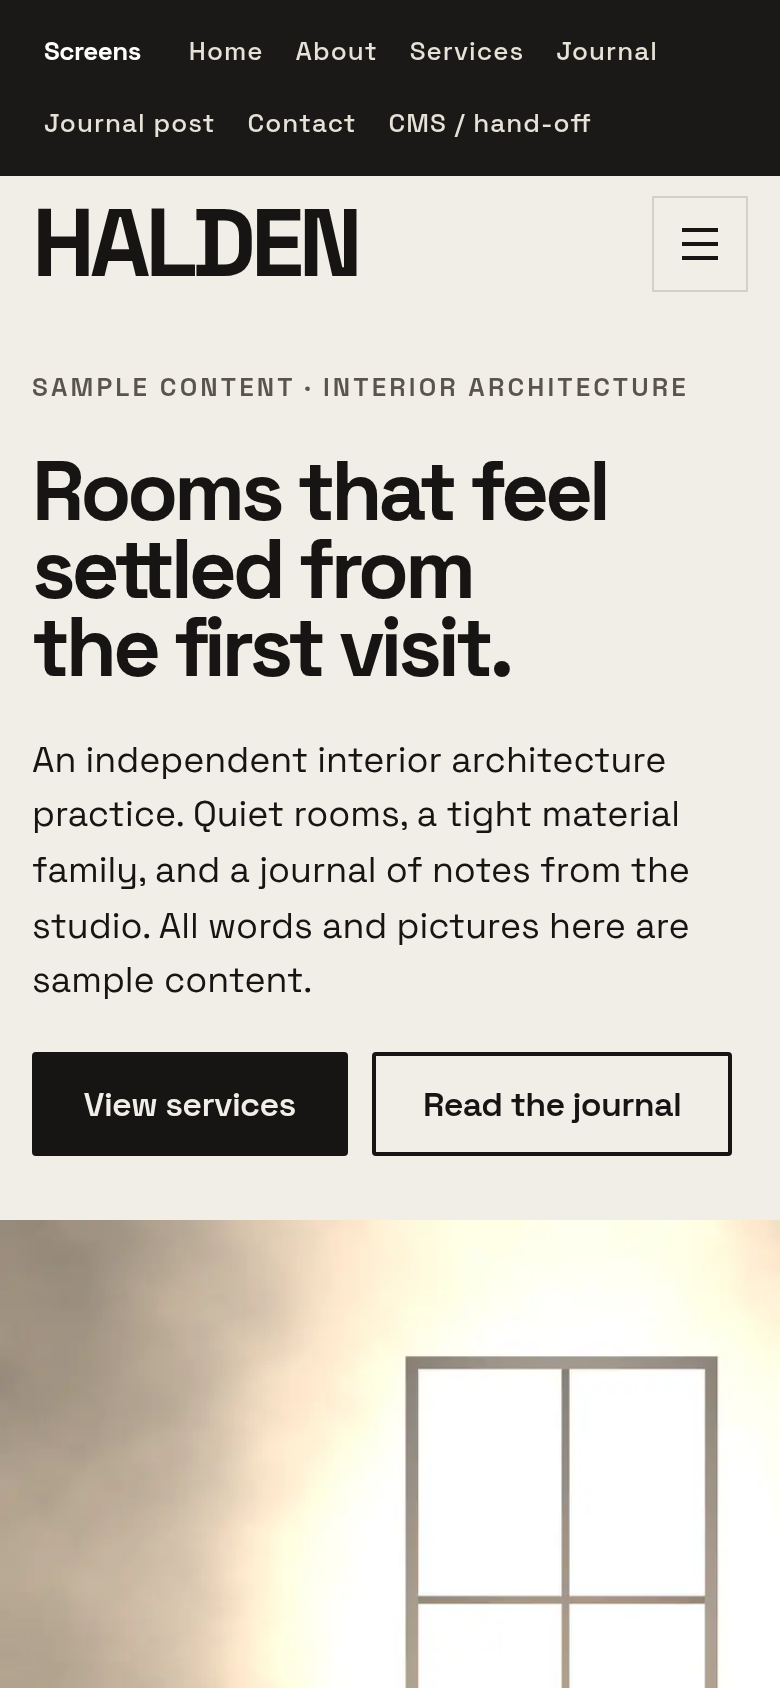 Screens Home About Services Journal
Journal post Contact CMS / hand-off
HALDEN
SAMPLE CONTENT · INTERIOR ARCHITECTURE
Rooms that feel
settled from
the first visit.
An independent interior architecture
practice. Quiet rooms, a tight material
family, and a journal of notes from the
studio. All words and pictures here are
sample content.
View services Read the journal